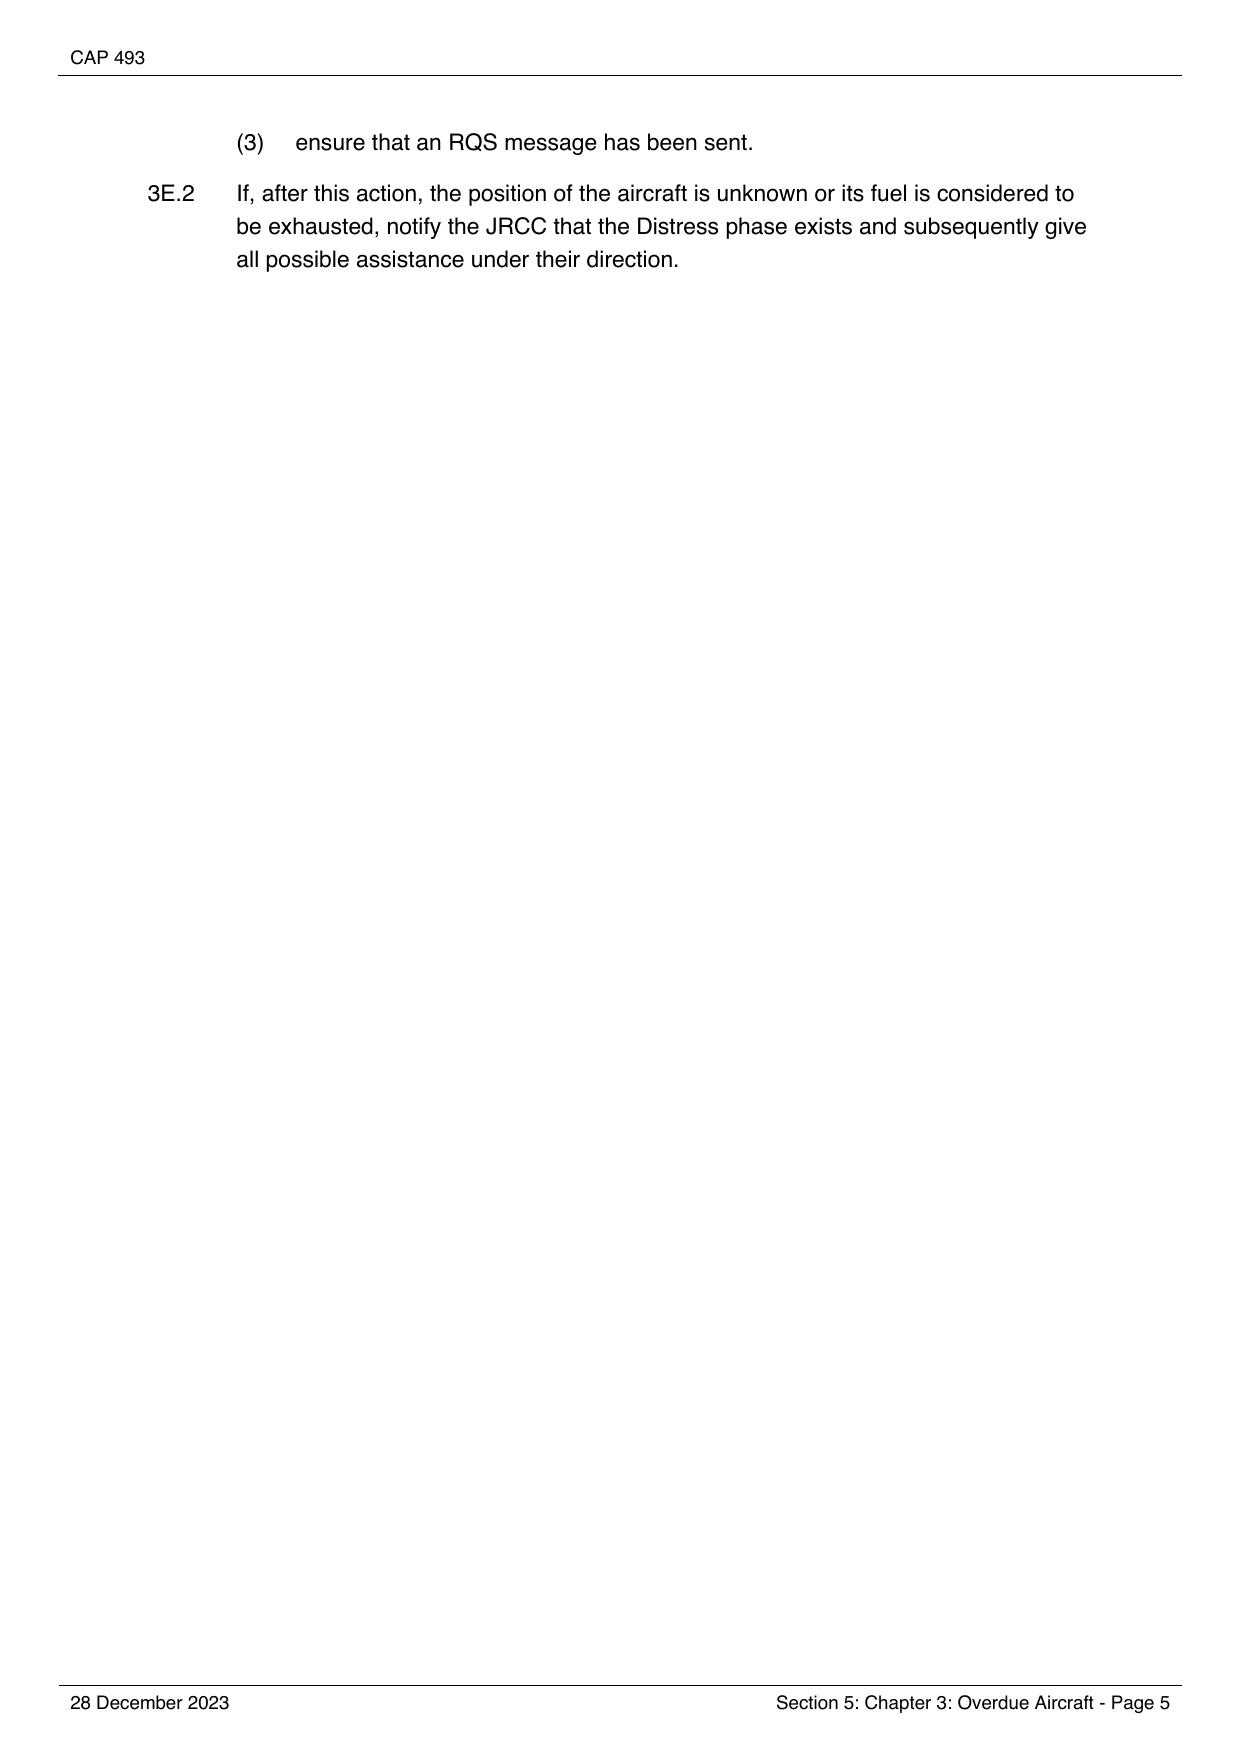 CAP 493
(3) ensure that an RQS message has been sent.
3E.2 If, after this action, the position of the aircraft is unknown or its fuel is considered to
be exhausted, notify the JRCC that the Distress phase exists and subsequently give
all possible assistance under their direction.
28 December 2023 Section 5: Chapter 3: Overdue Aircraft - Page 5